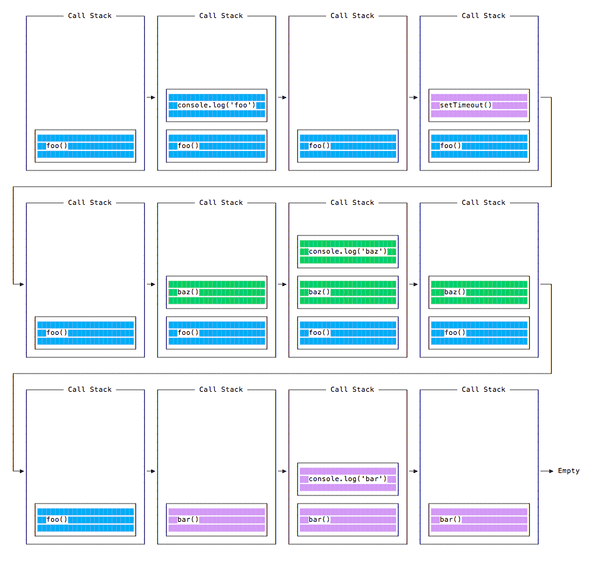 Call Stack Call Stack Call Stack Call Stack
console.log('foo') setTimeout()
foo() foo() foo() foo()
Call Stack Call Stack Call Stack Call Stack
console.log('baz')
baz() baz() baz()
foo() foo() foo() foo()
Call Stack Call Stack Call Stack Call Stack
console.log('bar') Empty
foo() bar() bar() bar()